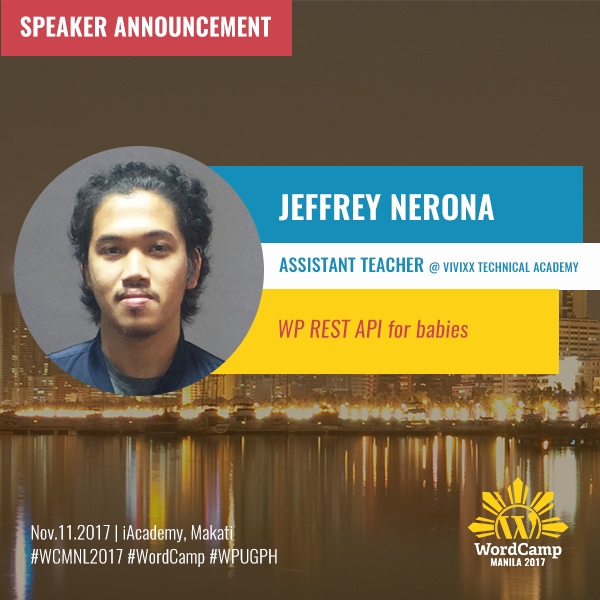 SPEAKER ANNOUNCEMENT
JEFFREY NERONA
ASSISTANT TEACHER @ VIVIXX TECHNICAL ACADEMY
WP REST API for babies
Nov.11.2017 | iAcademy, Makati
#WCMNL2017 #WordCamp #WPUGPH
W
WordCamp
MANILA 2017